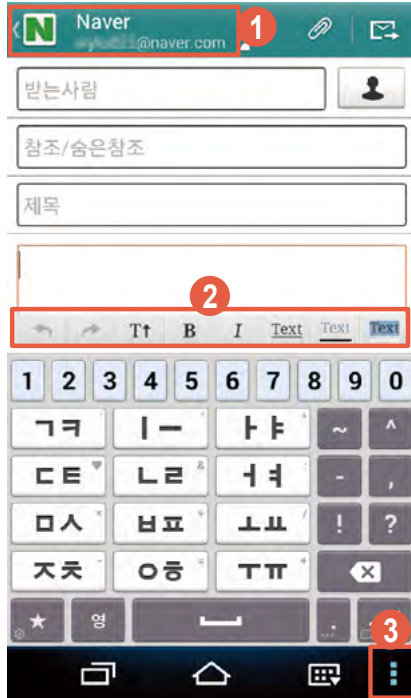 N Naver
@naver.com
1
받는사람
참조/숨은참조
제목
2
T↑ B I Text Text Text
1 2 3 4 5 6 7 8 9 0
ㄱㅋ ㅣㅡ ㅏㅑ ~ ^
ㄷㅌ ♥ ㄴㄹ & ㅓㅕ - ,
ㅁㅅ ㅂㅍ ㅗㅛ / ! ?
ㅈㅊ ㅇㅎ ㅜㅠ
★ 영 .
3